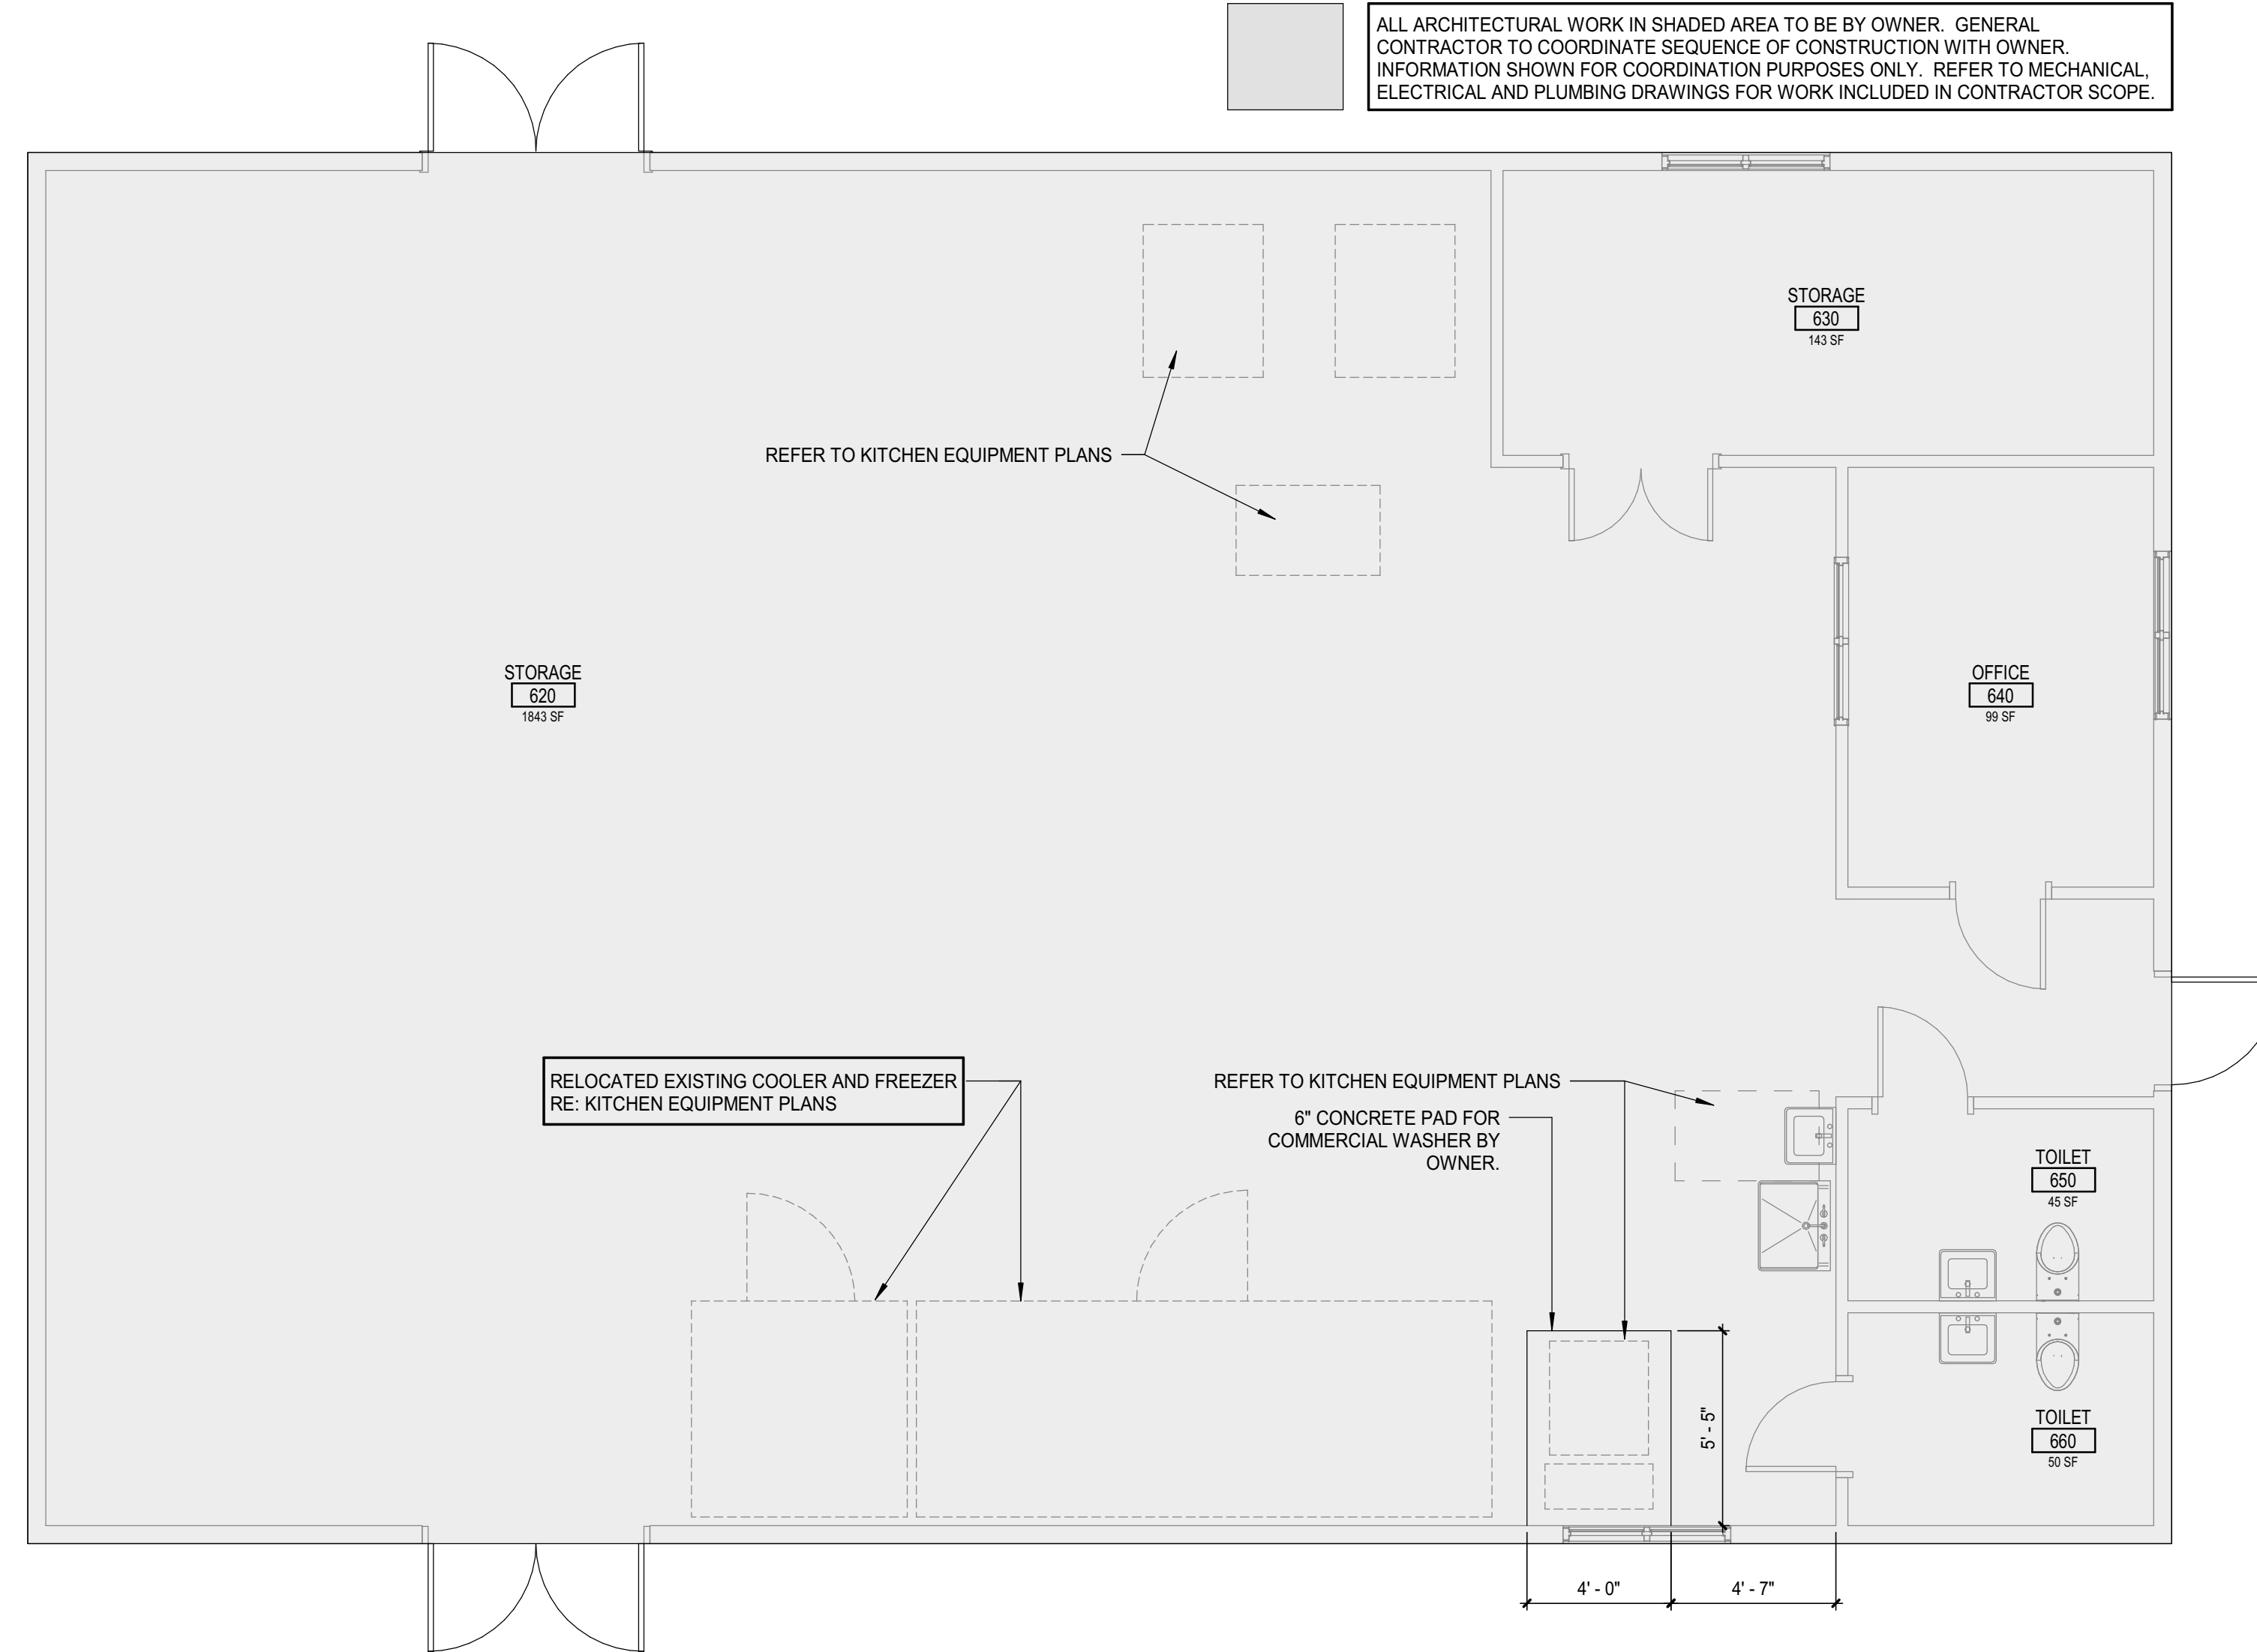 ALL ARCHITECTURAL WORK IN SHADED AREA TO BE BY OWNER. GENERAL
CONTRACTOR TO COORDINATE SEQUENCE OF CONSTRUCTION WITH OWNER.
INFORMATION SHOWN FOR COORDINATION PURPOSES ONLY. REFER TO MECHANICAL,
ELECTRICAL AND PLUMBING DRAWINGS FOR WORK INCLUDED IN CONTRACTOR SCOPE.
STORAGE
630
143 SF
REFER TO KITCHEN EQUIPMENT PLANS
STORAGE
620
1843 SF
OFFICE
640
99 SF
RELOCATED EXISTING COOLER AND FREEZER
RE: KITCHEN EQUIPMENT PLANS
REFER TO KITCHEN EQUIPMENT PLANS
6" CONCRETE PAD FOR
COMMERCIAL WASHER BY
OWNER.
TOILET
650
45 SF
TOILET
660
50 SF
5' - 5"
4' - 0"
4' - 7"